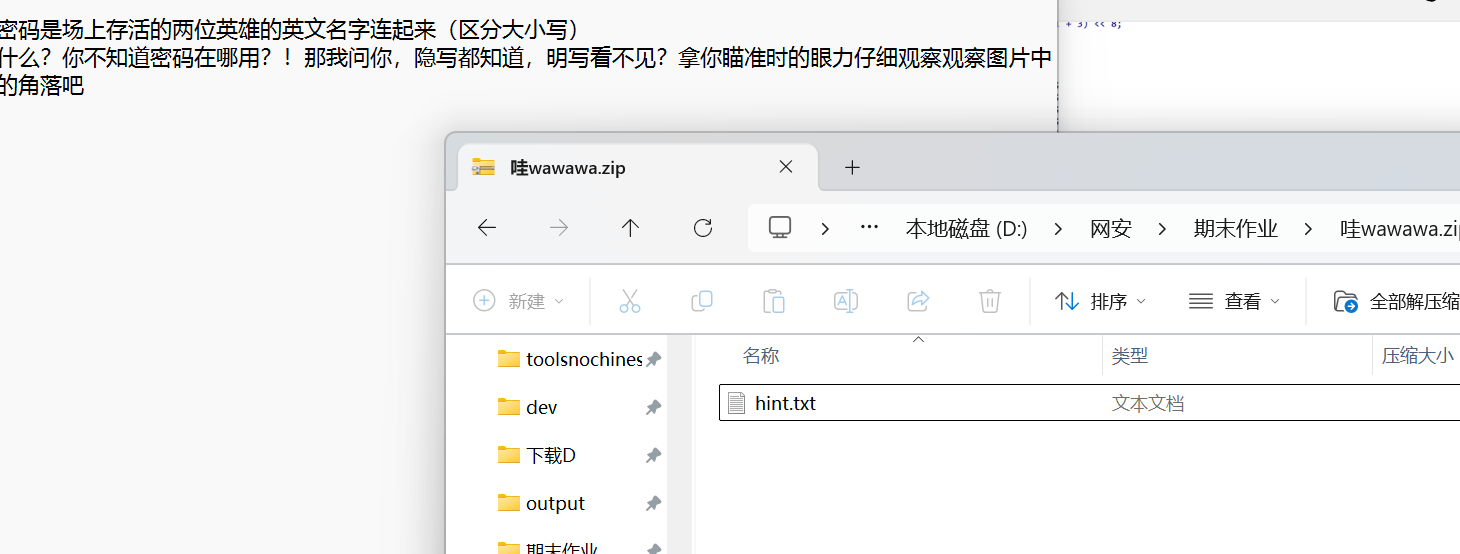 密码是场上存活的两位英雄的英文名字连起来（区分大小写）
+ 3) << 8;
什么？你不知道密码在哪用？！那我问你，隐写都知道，明写看不见？拿你瞄准时的眼力仔细观察观察图片中
的角落吧
哇wawawa.zip
本地磁盘 (D:) 网安 期末作业 哇wawawa.zip
新建 排序 查看 全部解压缩
名称 类型 压缩大小
toolsnochines
hint.txt 文本文档
dev
下载D
output
期末作业